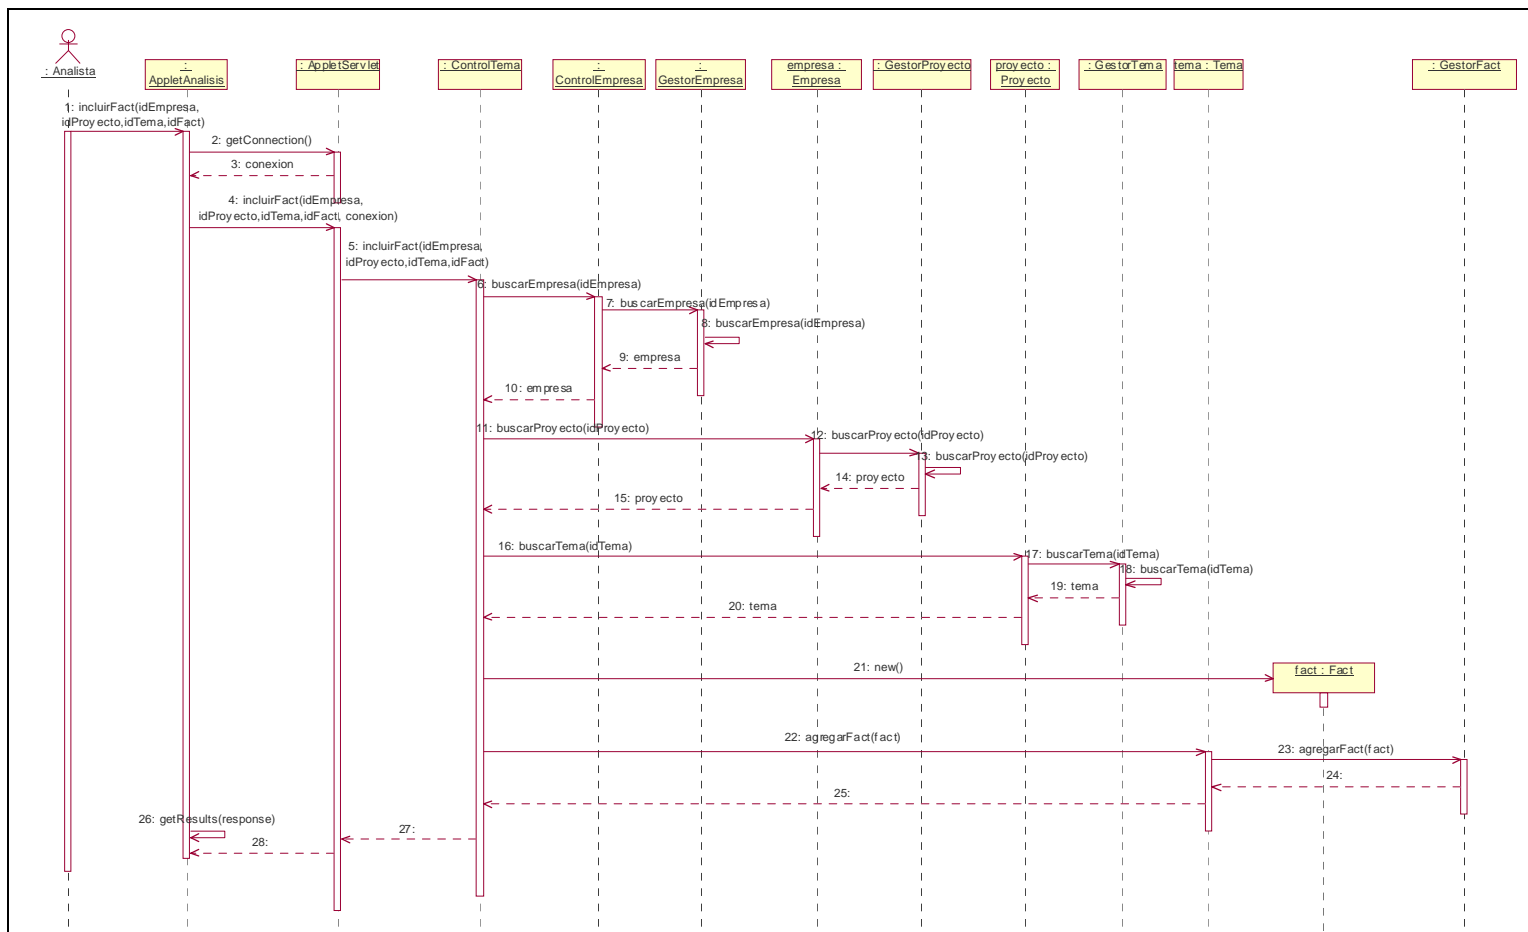 : Analista
:
AppletAnalisis
: AppletServlet
: ControlTema
:
ControlEmpresa
:
GestorEmpresa
empresa :
Empresa
: GestorProyecto
proyecto :
Proyecto
: GestorTema
tema : Tema
: GestorFact
1: incluirFact(idEmpresa,
idProyecto,idTema,idFact)
2: getConnection()
3: conexion
4: incluirFact(idEmpresa,
idProyecto,idTema,idFact, conexion)
5: incluirFact(idEmpresa,
idProyecto,idTema,idFact)
6: buscarEmpresa(idEmpresa)
7: buscarEmpresa(idEmpresa)
8: buscarEmpresa(idEmpresa)
9: empresa
10: empresa
11: buscarProyecto(idProyecto)
12: buscarProyecto(idProyecto)
13: buscarProyecto(idProyecto)
14: proyecto
15: proyecto
16: buscarTema(idTema)
17: buscarTema(idTema)
18: buscarTema(idTema)
19: tema
20: tema
21: new()
fact : Fact
22: agregarFact(fact)
23: agregarFact(fact)
24:
25:
26: getResults(response)
27:
28: